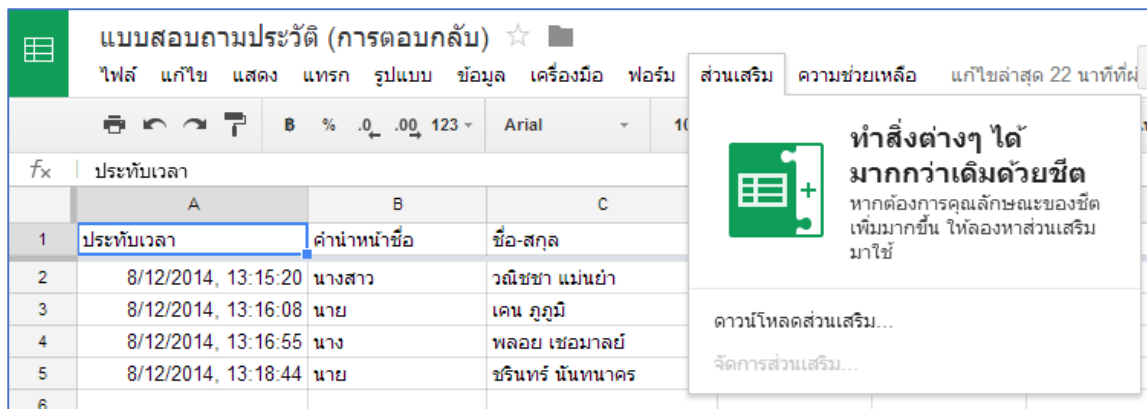 แบบสอบถามประวัติ (การตอบกลับ)
ไฟล์ แก้ไข แสดง แทรก รูปแบบ ข้อมูล เครื่องมือ ฟอร์ม ส่วนเสริม ความช่วยเหลือ แก้ไขล่าสุด 22 นาทีที่ผ่
B % .0 .00 123 Arial 10
fx ประทับเวลา
A B C
1 ประทับเวลา คำนำหน้าชื่อ ชื่อ-สกุล
2 8/12/2014, 13:15:20 นางสาว วณิชชา แม่นยำ
3 8/12/2014, 13:16:08 นาย เคน ภูภูมิ
4 8/12/2014, 13:16:55 นาง พลอย เชอมาลย์
5 8/12/2014, 13:18:44 นาย ชรินทร์ นันทนาคร
6
ทำสิ่งต่างๆ ได้
มากกว่าเดิมด้วยชีต
หากต้องการคุณลักษณะของชีต
เพิ่มมากขึ้น ให้ลองหาส่วนเสริม
มาใช้
ดาวน์โหลดส่วนเสริม...
จัดการส่วนเสริม...